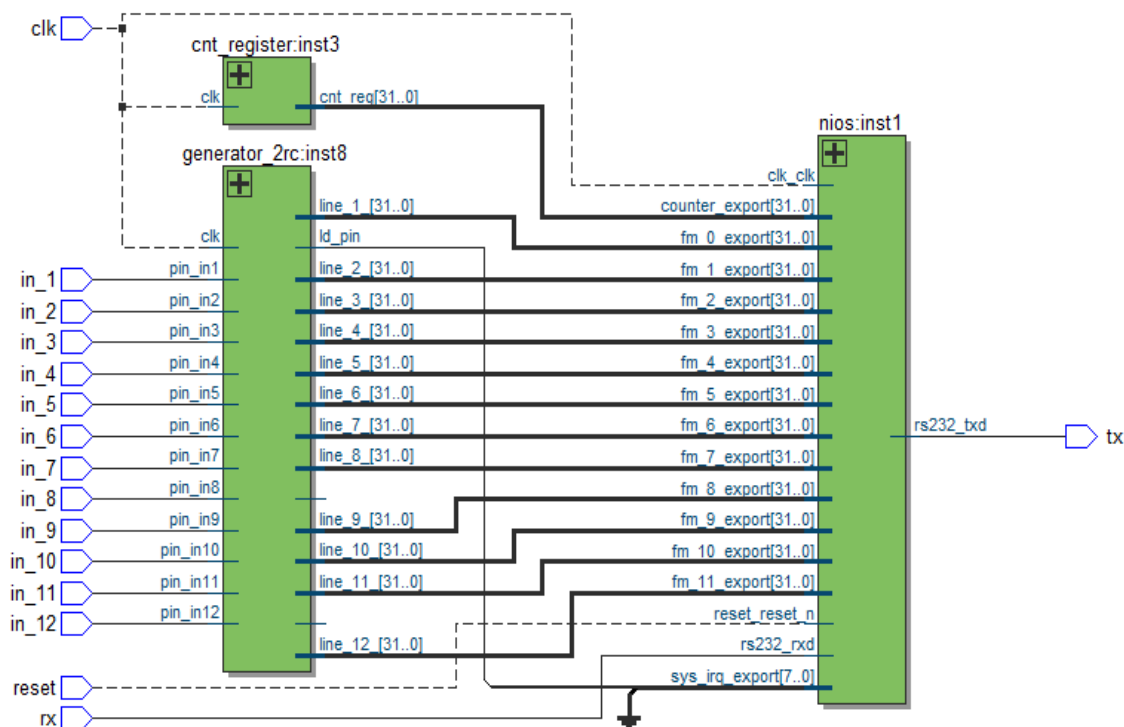 clk
cnt_register:inst3
clk
cnt_reg[31..0]
generator_2rc:inst8
clk
pin_in1
pin_in2
pin_in3
pin_in4
pin_in5
pin_in6
pin_in7
pin_in8
pin_in9
pin_in10
pin_in11
pin_in12
line_1_[31..0]
ld_pin
line_2_[31..0]
line_3_[31..0]
line_4_[31..0]
line_5_[31..0]
line_6_[31..0]
line_7_[31..0]
line_8_[31..0]
line_9_[31..0]
line_10_[31..0]
line_11_[31..0]
line_12_[31..0]
in_1
in_2
in_3
in_4
in_5
in_6
in_7
in_8
in_9
in_10
in_11
in_12
reset
rx
nios:inst1
clk_clk
counter_export[31..0]
fm_0_export[31..0]
fm_1_export[31..0]
fm_2_export[31..0]
fm_3_export[31..0]
fm_4_export[31..0]
fm_5_export[31..0]
fm_6_export[31..0]
fm_7_export[31..0]
fm_8_export[31..0]
fm_9_export[31..0]
fm_10_export[31..0]
fm_11_export[31..0]
reset_reset_n
rs232_rxd
sys_irq_export[7..0]
rs232_txd
tx